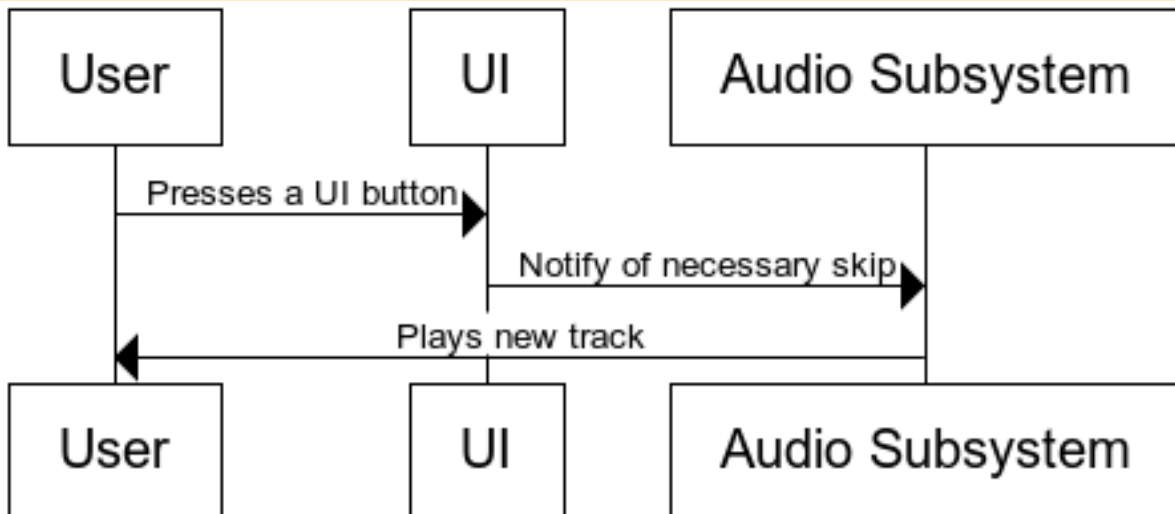 User
UI
Audio Subsystem
Presses a UI button
Notify of necessary skip
Plays new track
User
UI
Audio Subsystem